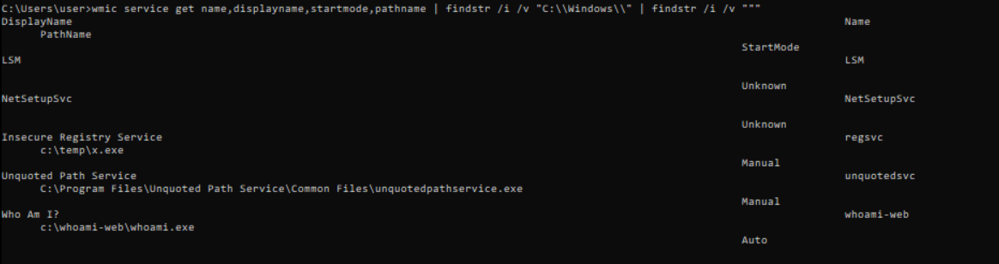 C:\Users\user>wmic service get name,displayname,startmode,pathname | findstr /i /v "C:\\Windows\\" | findstr /i /v """
DisplayName Name
PathName
StartMode
LSM LSM
Unknown
NetSetupSvc NetSetupSvc
Unknown
Insecure Registry Service regsvc
c:\temp\x.exe
Manual
Unquoted Path Service unquotedsvc
C:\Program Files\Unquoted Path Service\Common Files\unquotedpathservice.exe
Manual
Who Am I? whoami-web
c:\whoami-web\whoami.exe
Auto